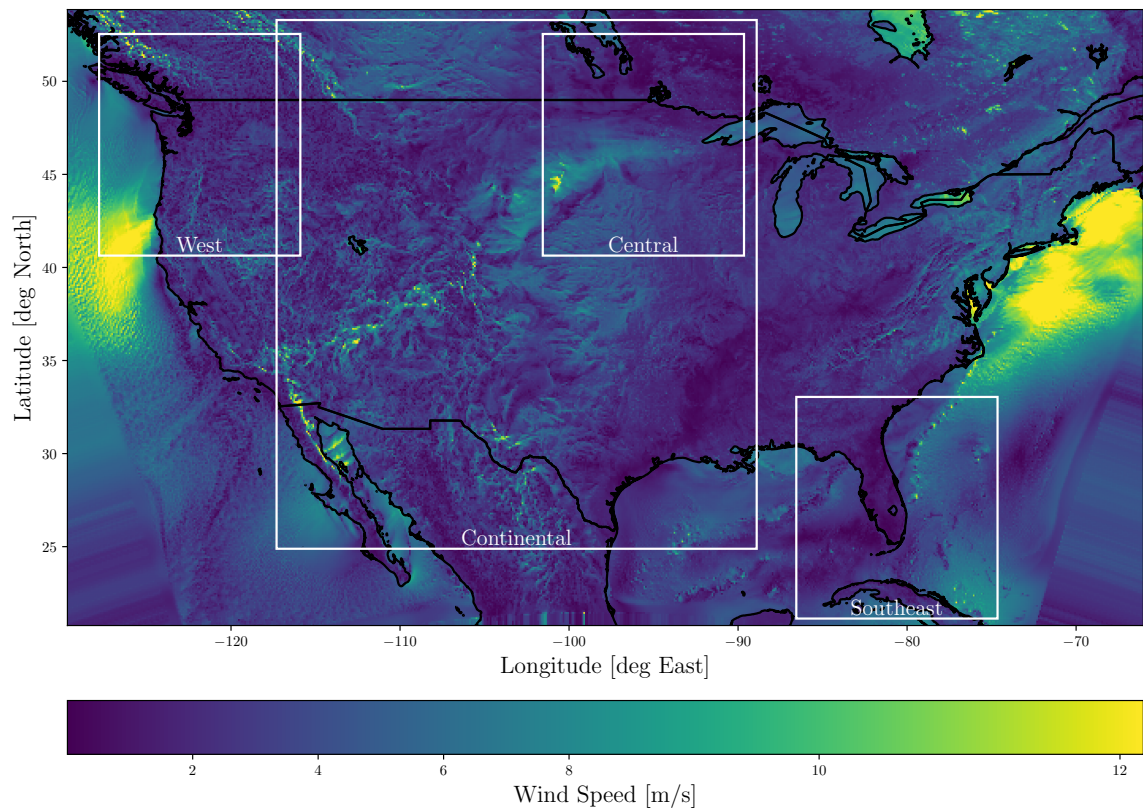 Latitude [deg North]
50
45
40
35
30
25
West
Central
Continental
Southeast
−120
−110
−100
−90
−80
−70
Longitude [deg East]
2
4
6
8
10
12
Wind Speed [m/s]